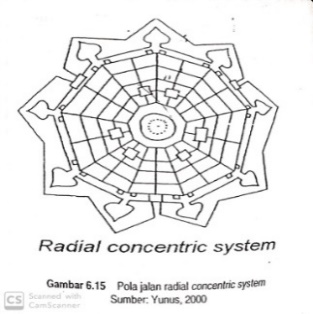 Radial concentric system
Gambar 6.15 Pola jalan radial concentric system
Sumber: Yunus, 2000
CS Scanned with
CamScanner